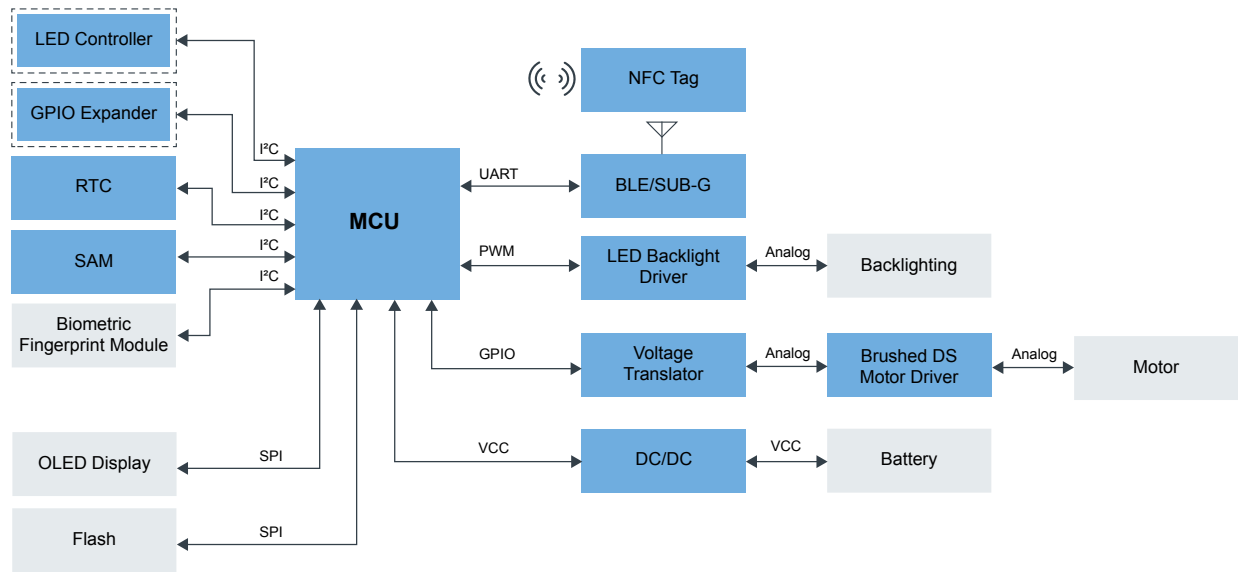 LED Controller
GPIO Expander
RTC
SAM
Biometric
Fingerprint Module
OLED Display
Flash
I²C
I²C
I²C
I²C
I²C
SPI
SPI
MCU
UART
PWM
GPIO
VCC
NFC Tag
BLE/SUB-G
LED Backlight
Driver
Analog
Backlighting
Voltage
Translator
Analog
Brushed DS
Motor Driver
Analog
Motor
DC/DC
VCC
Battery